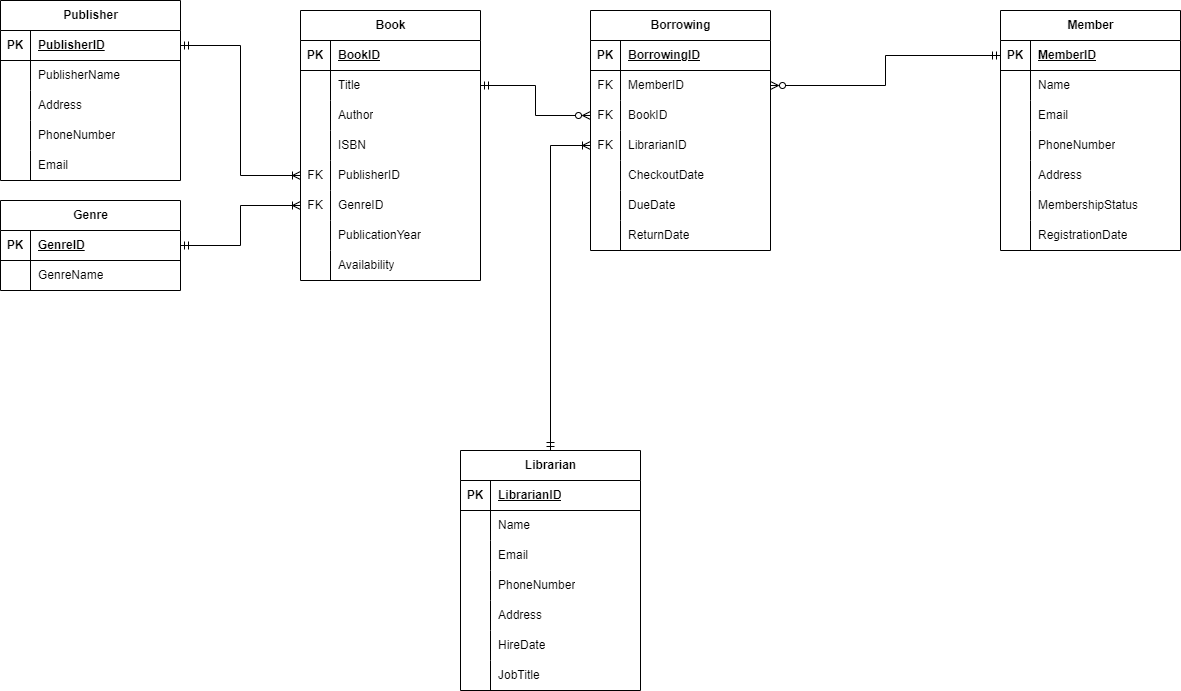 Publisher
PK PublisherID
PublisherName
Address
PhoneNumber
Email
Genre
PK GenreID
GenreName
Book
PK BookID
Title
Author
ISBN
FK PublisherID
FK GenreID
PublicationYear
Availability
Borrowing
PK BorrowingID
FK MemberID
FK BookID
FK LibrarianID
CheckoutDate
DueDate
ReturnDate
Member
PK MemberID
Name
Email
PhoneNumber
Address
MembershipStatus
RegistrationDate
Librarian
PK LibrarianID
Name
Email
PhoneNumber
Address
HireDate
JobTitle